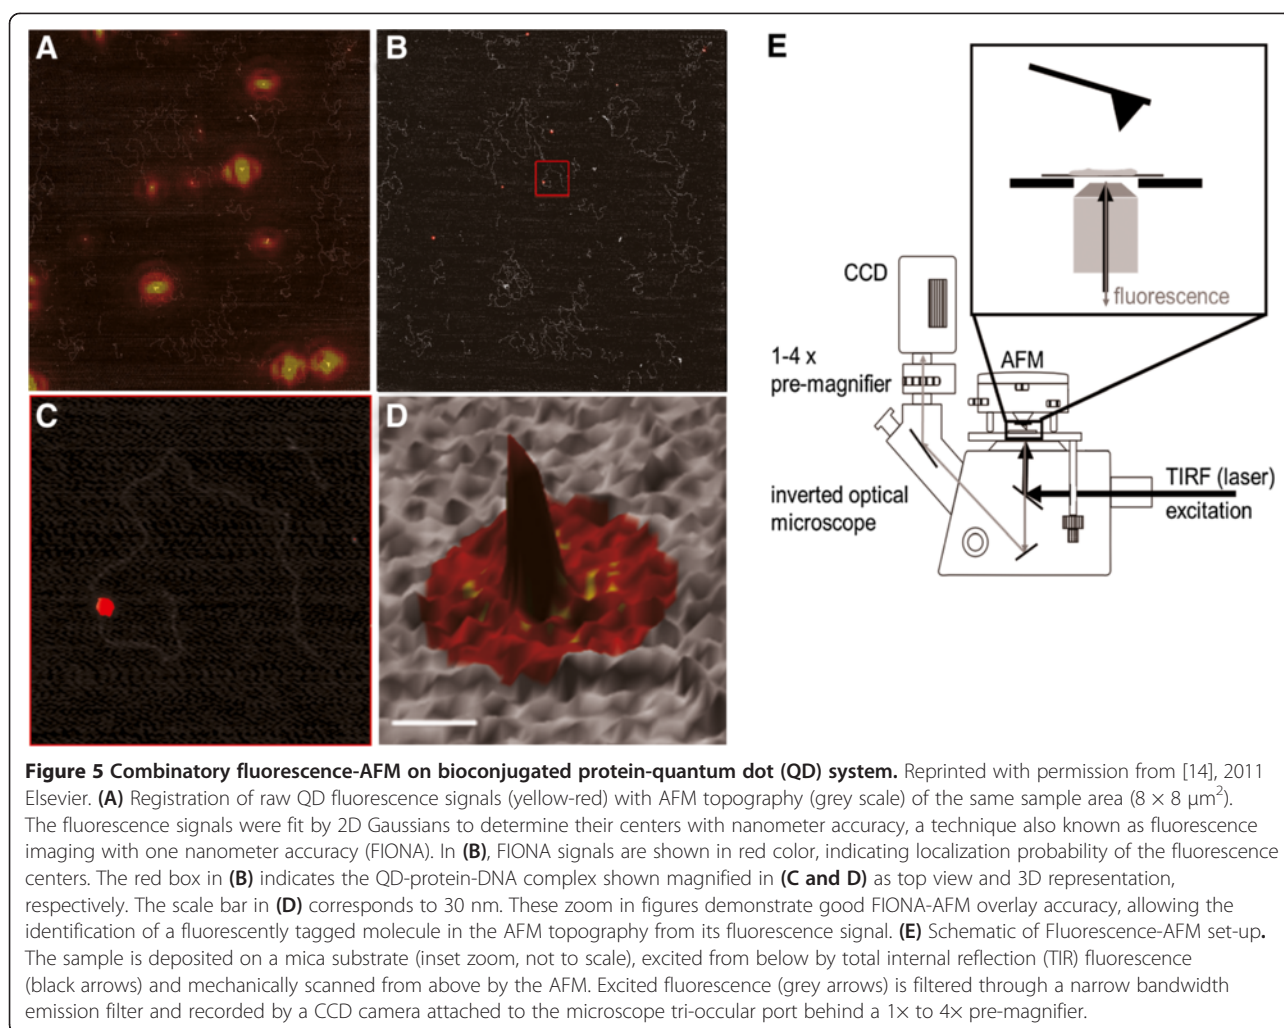 A
B
C
D
E
fluorescence
CCD
1-4 x
pre-magnifier
AFM
inverted optical
microscope
TIRF (laser)
excitation
Figure 5 Combinatory fluorescence-AFM on bioconjugated protein-quantum dot (QD) system. Reprinted with permission from [14], 2011
Elsevier. (A) Registration of raw QD fluorescence signals (yellow-red) with AFM topography (grey scale) of the same sample area (8 × 8 μm²).
The fluorescence signals were fit by 2D Gaussians to determine their centers with nanometer accuracy, a technique also known as fluorescence
imaging with one nanometer accuracy (FIONA). In (B), FIONA signals are shown in red color, indicating localization probability of the fluorescence
centers. The red box in (B) indicates the QD-protein-DNA complex shown magnified in (C and D) as top view and 3D representation,
respectively. The scale bar in (D) corresponds to 30 nm. These zoom in figures demonstrate good FIONA-AFM overlay accuracy, allowing the
identification of a fluorescently tagged molecule in the AFM topography from its fluorescence signal. (E) Schematic of Fluorescence-AFM set-up.
The sample is deposited on a mica substrate (inset zoom, not to scale), excited from below by total internal reflection (TIR) fluorescence
(black arrows) and mechanically scanned from above by the AFM. Excited fluorescence (grey arrows) is filtered through a narrow bandwidth
emission filter and recorded by a CCD camera attached to the microscope tri-occular port behind a 1× to 4× pre-magnifier.